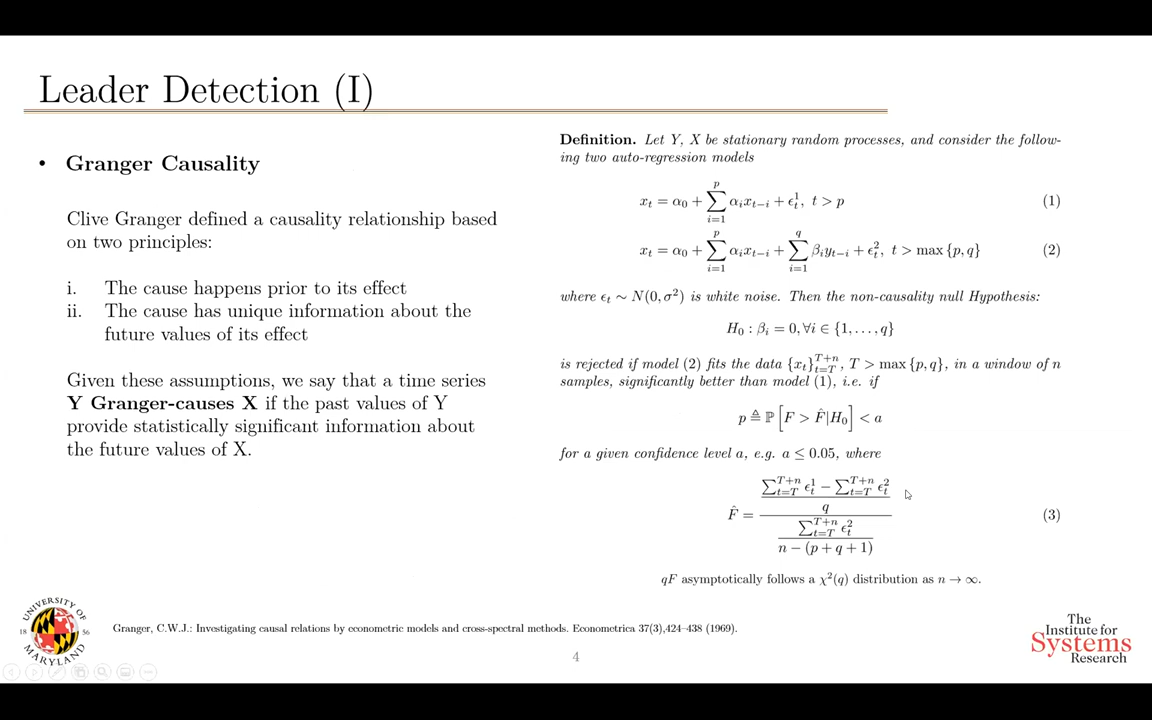 Leader Detection (I)
• Granger Causality
Clive Granger defined a causality relationship based
on two principles:
i. The cause happens prior to its effect
ii. The cause has unique information about the
future values of its effect
Given these assumptions, we say that a time series
Y Granger-causes X if the past values of Y
provide statistically significant information about
the future values of X.
Definition. Let Y, X be stationary random processes, and consider the follow-
ing two auto-regression models
x_t = α_0 + ∑_{i=1}^{p} α_i x_{t−i} + ϵ_t^1, t > p (1)
x_t = α_0 + ∑_{i=1}^{p} α_i x_{t−i} + ∑_{i=1}^{q} β_i y_{t−i} + ϵ_t^2, t > max {p, q} (2)
where ϵ_t ∼ N(0, σ²) is white noise. Then the non-causality null Hypothesis:
H_0 : β_i = 0, ∀i ∈ {1, . . . , q}
is rejected if model (2) fits the data {x_t}_{t=T}^{T+n}, T > max {p, q}, in a window of n
samples, significantly better than model (1), i.e. if
p ≜ ℙ [F > F̂|H_0] < a
for a given confidence level a, e.g. a ≤ 0.05, where
F̂ = ((∑_{t=T}^{T+n} ϵ_t^1 − ∑_{t=T}^{T+n} ϵ_t^2) / q) / ((∑_{t=T}^{T+n} ϵ_t^2) / (n − (p + q + 1))) (3)
qF asymptotically follows a χ²(q) distribution as n → ∞.
UNIVERSITY OF
18 56
MARYLAND
Granger, C.W.J.: Investigating causal relations by econometric models and cross-spectral methods. Econometrica 37(3),424–438 (1969).
4
The
Institute for
Systems
Research